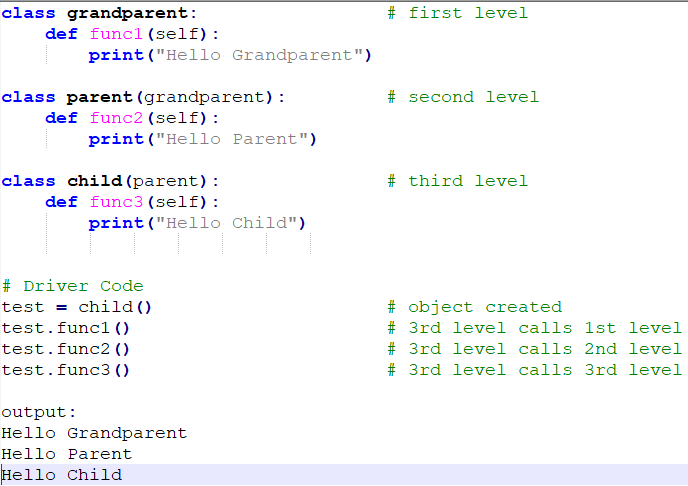 class grandparent: # first level
def func1(self):
print("Hello Grandparent")
class parent(grandparent): # second level
def func2(self):
print("Hello Parent")
class child(parent): # third level
def func3(self):
print("Hello Child")
# Driver Code
test = child() # object created
test.func1() # 3rd level calls 1st level
test.func2() # 3rd level calls 2nd level
test.func3() # 3rd level calls 3rd level
output:
Hello Grandparent
Hello Parent
Hello Child